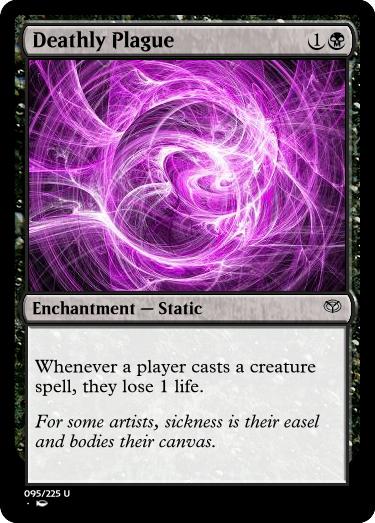 Deathly Plague 1
Enchantment — Static
Whenever a player casts a creature
spell, they lose 1 life.
For some artists, sickness is their easel
and bodies their canvas.
095/225 U